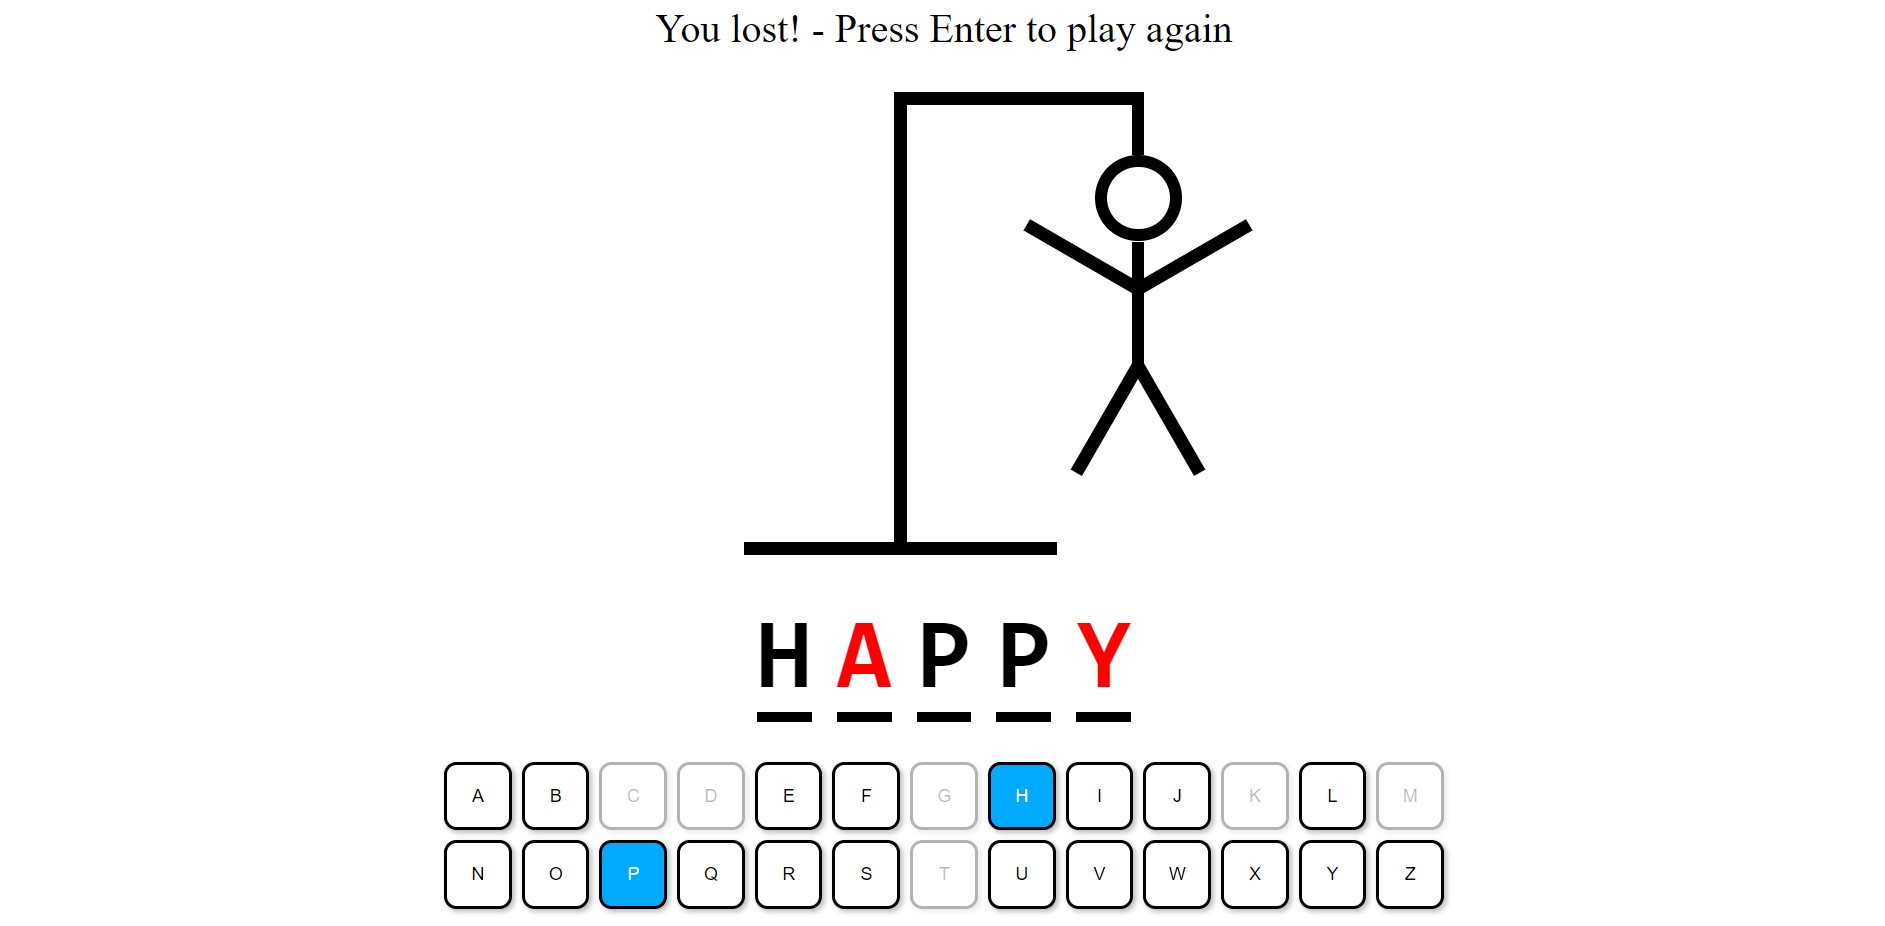 You lost! - Press Enter to play again
H A P P Y
A B C D E F G H I J K L M
N O P Q R S T U V W X Y Z